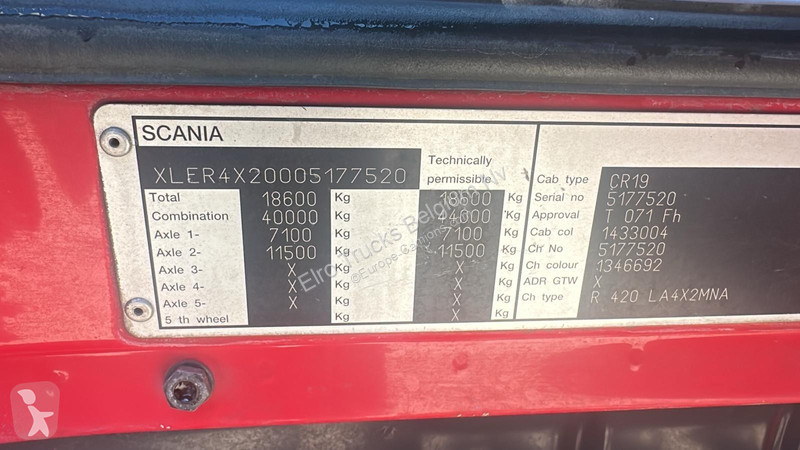 SCANIA
XLER4X20005177520
Technically
permissible
Total 18600 Kg 18600 Kg
Combination 40000 Kg 44000 Kg
Axle 1- 7100 Kg 7100 Kg
Axle 2- 11500 Kg 11500 Kg
Axle 3- X Kg X Kg
Axle 4- X Kg X Kg
Axle 5- X Kg X Kg
5 th wheel Kg Kg
Cab type CR19
Serial no 5177520
Approval T 071 Fh
Cab col 1433004
Ch No 5177520
Ch colour 1346692
ADR GTW X
Ch type R 420 LA4X2MNA
Elro Trucks Belgium Nv